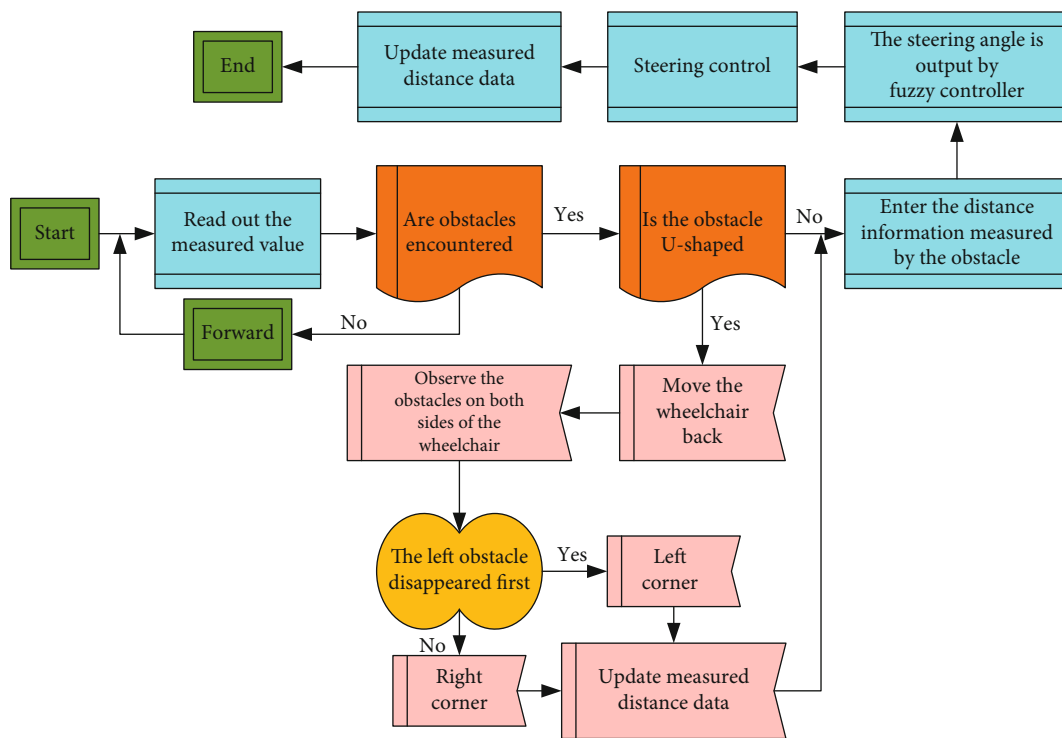 End
Update measured
distance data
Steering control
The steering angle is
output by
fuzzy controller
Start
Read out the
measured value
Are obstacles
encountered
Yes
Is the obstacle
U-shaped
No
Enter the distance
information measured
by the obstacle
Forward
No
Yes
Observe the
obstacles on both
sides of the
wheelchair
Move the
wheelchair
back
The left obstacle
disappeared first
Yes
Left
corner
No
Right
corner
Update measured
distance data